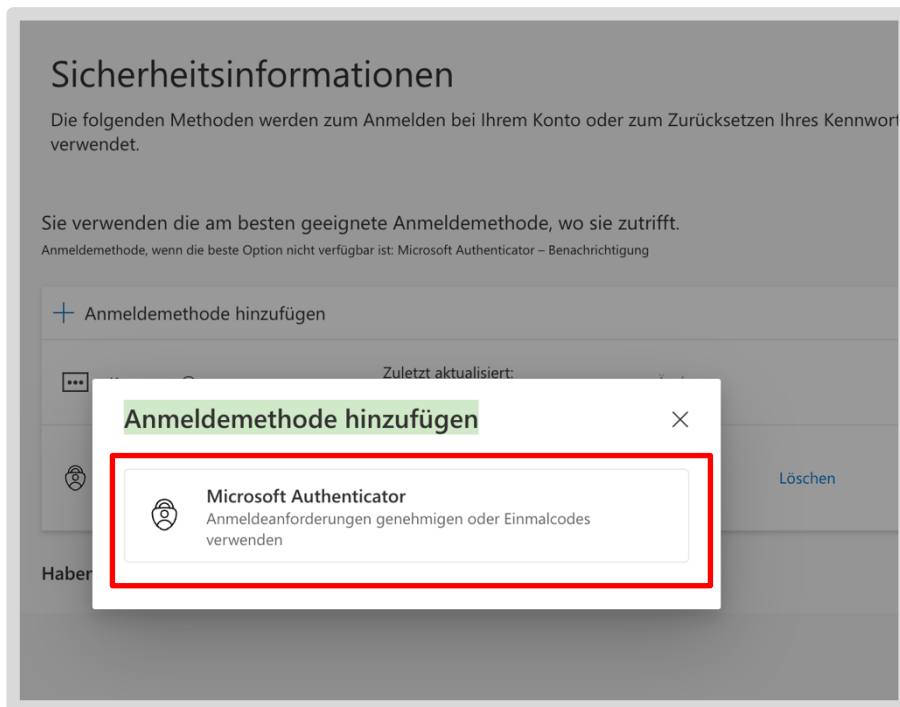 Sicherheitsinformationen
Die folgenden Methoden werden zum Anmelden bei Ihrem Konto oder zum Zurücksetzen Ihres Kennwort
verwendet.
Sie verwenden die am besten geeignete Anmeldemethode, wo sie zutrifft.
Anmeldemethode, wenn die beste Option nicht verfügbar ist: Microsoft Authenticator – Benachrichtigung
Anmeldemethode hinzufügen
Zuletzt aktualisiert:
Anmeldemethode hinzufügen
Microsoft Authenticator
Anmeldeanforderungen genehmigen oder Einmalcodes
verwenden
Löschen
Haben